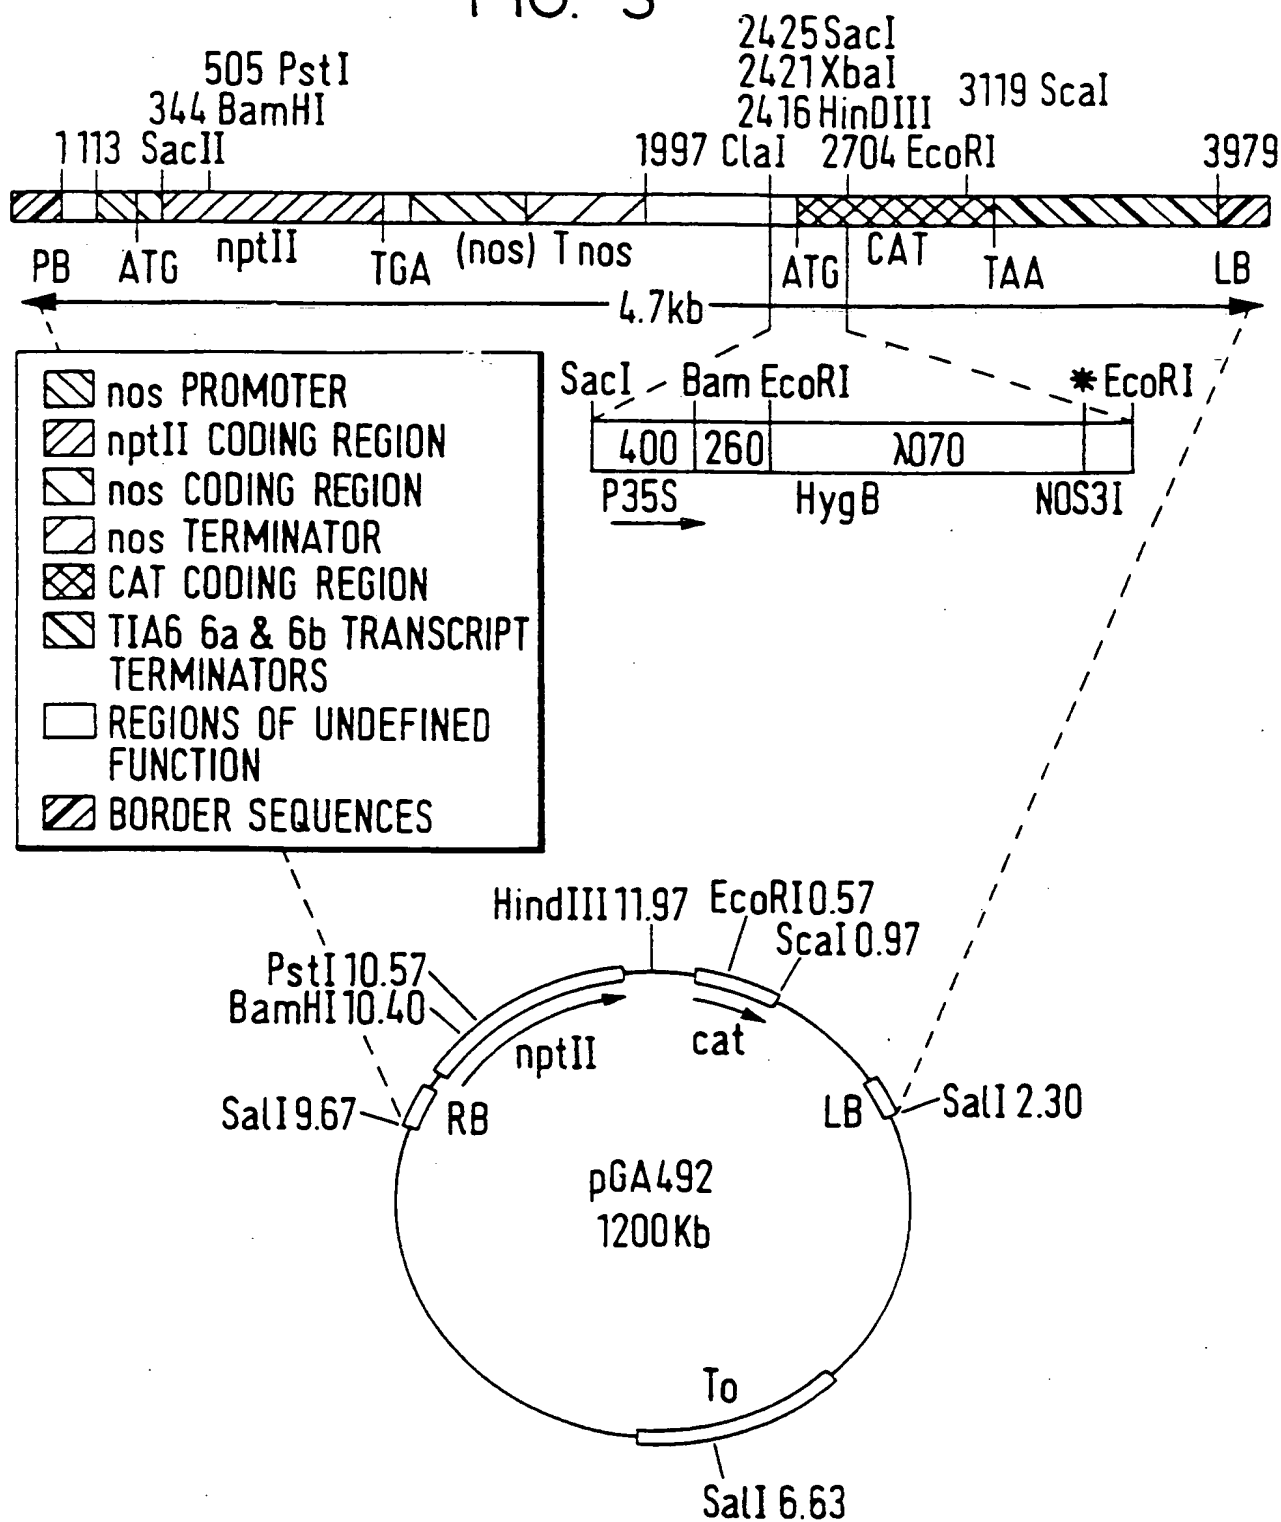 FIG. 3
2425 SacI
505 PstI
2421 XbaI
3119 ScaI
344 BamHI
2416 HinDIII
1 113 SacII
1997 ClaI
2704 EcoRI
3979
PB
ATG
nptII
TGA
(nos)
Tnos
ATG
CAT
TAA
LB
4.7kb
nos PROMOTER
nptII CODING REGION
nos CODING REGION
nos TERMINATOR
CAT CODING REGION
TIA6 6a & 6b TRANSCRIPT
TERMINATORS
REGIONS OF UNDEFINED
FUNCTION
BORDER SEQUENCES
SacI
Bam EcoRI
* EcoRI
400
260
λ070
P35S
HygB
NOS3I
HindIII 11.97
EcoRI 0.57
ScaI 0.97
PstI 10.57
BamHI 10.40
nptII
cat
SalI 9.67
RB
LB
SalI 2.30
pGA492
1200Kb
To
SalI 6.63